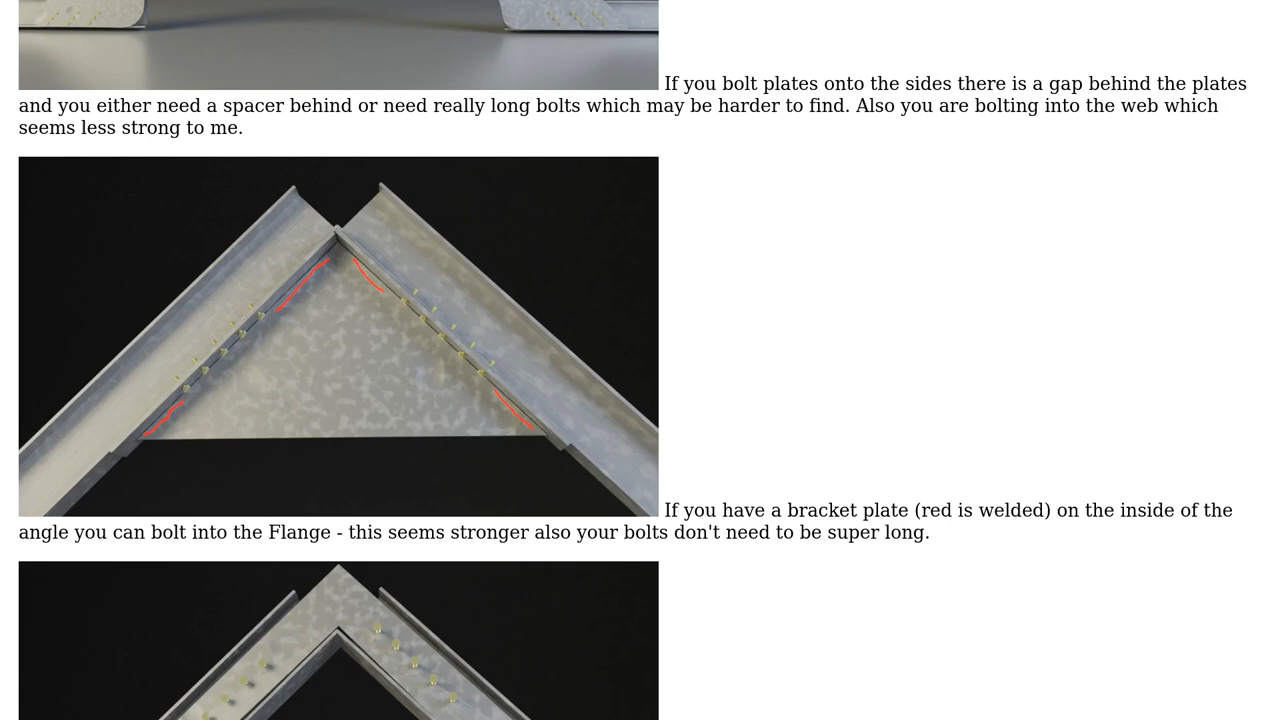 If you bolt plates onto the sides there is a gap behind the plates
and you either need a spacer behind or need really long bolts which may be harder to find. Also you are bolting into the web which
seems less strong to me.
If you have a bracket plate (red is welded) on the inside of the
angle you can bolt into the Flange - this seems stronger also your bolts don't need to be super long.